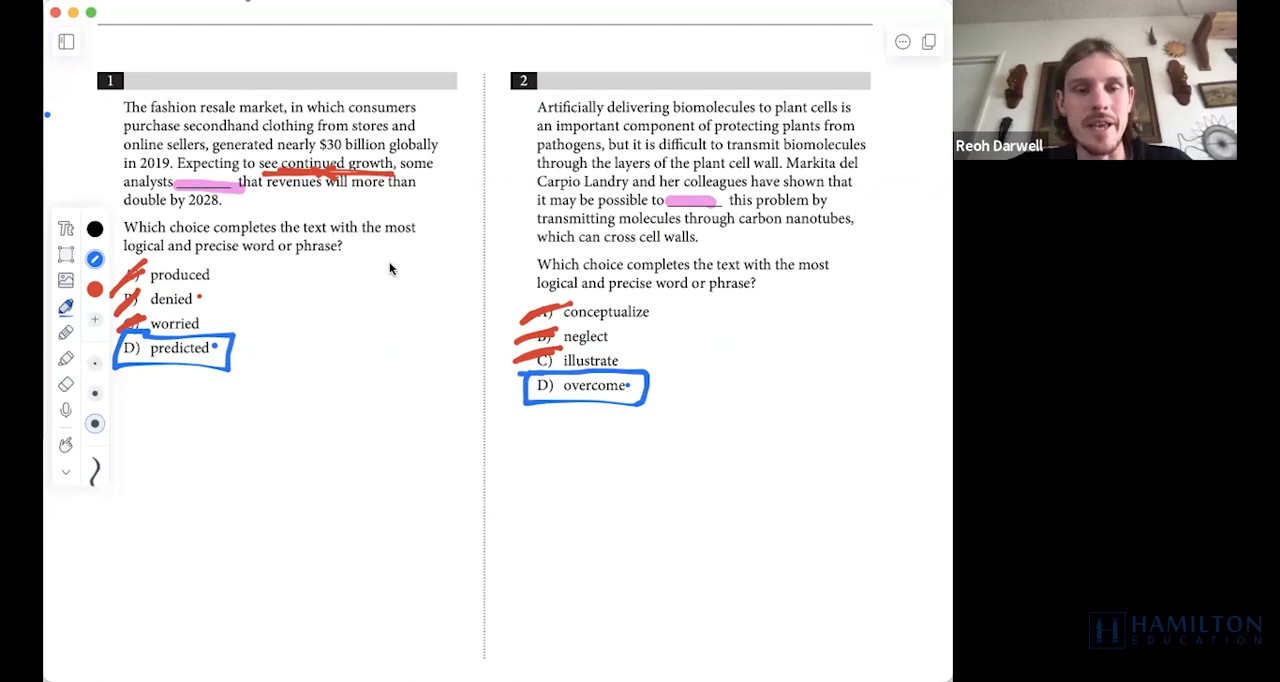 1
The fashion resale market, in which consumers
purchase secondhand clothing from stores and
online sellers, generated nearly $30 billion globally
in 2019. Expecting to see continued growth, some
analysts ______ that revenues will more than
double by 2028.
Which choice completes the text with the most
logical and precise word or phrase?
produced
denied
worried
D) predicted
2
Artificially delivering biomolecules to plant cells is
an important component of protecting plants from
pathogens, but it is difficult to transmit biomolecules
through the layers of the plant cell wall. Markita del
Carpio Landry and her colleagues have shown that
it may be possible to ______ this problem by
transmitting molecules through carbon nanotubes,
which can cross cell walls.
Which choice completes the text with the most
logical and precise word or phrase?
A) conceptualize
B) neglect
C) illustrate
D) overcome
Tt
Reoh Darwell
HAMILTON
EDUCATION